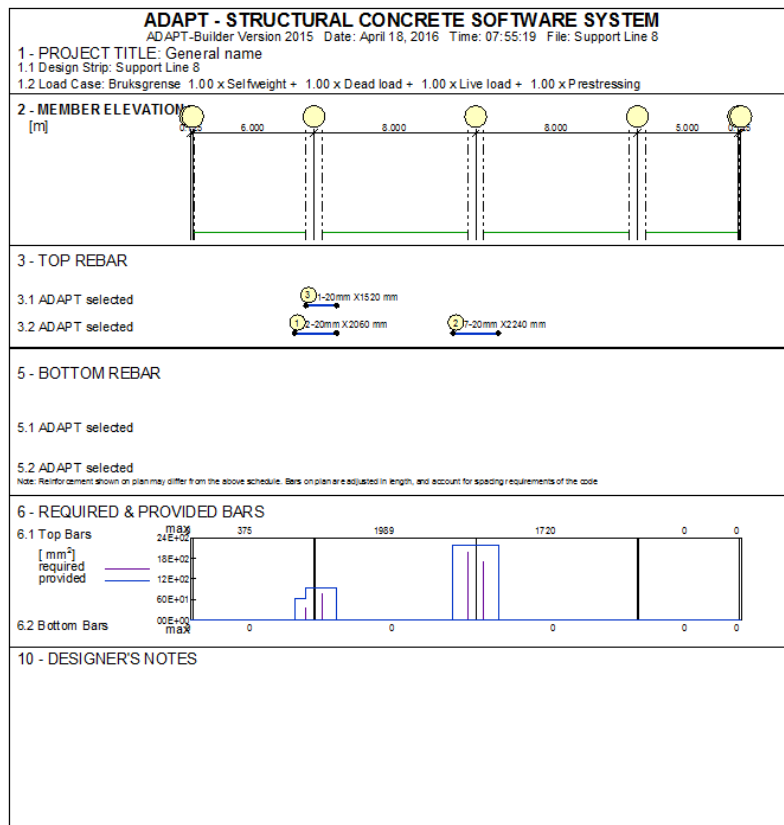 ADAPT - STRUCTURAL CONCRETE SOFTWARE SYSTEM
ADAPT-Builder Version 2015 Date: April 18, 2016 Time: 07:55:19 File: Support Line 8
1 - PROJECT TITLE: General name
1.1 Design Strip: Support Line 8
1.2 Load Case: Bruksgrense 1.00 x Selfweight + 1.00 x Dead load + 1.00 x Live load + 1.00 x Prestressing
2 - MEMBER ELEVATION
[m] 6.000 8.000 8.000 5.000
3 - TOP REBAR
3.1 ADAPT selected 3 1-20mm X1520 mm
3.2 ADAPT selected 1 2-20mm X2060 mm 2 7-20mm X2240 mm
5 - BOTTOM REBAR
5.1 ADAPT selected
5.2 ADAPT selected
Note: Reinforcement shown on plan may differ from the above schedule. Bars on plan are adjusted in length, and account for spacing requirements of the code
6 - REQUIRED & PROVIDED BARS
6.1 Top Bars max 375 1989 1720 0 0
24E+02
[ mm²]
required 18E+02
provided 12E+02
60E+01
00E+00
6.2 Bottom Bars max 0 0 0 0 0
10 - DESIGNER'S NOTES